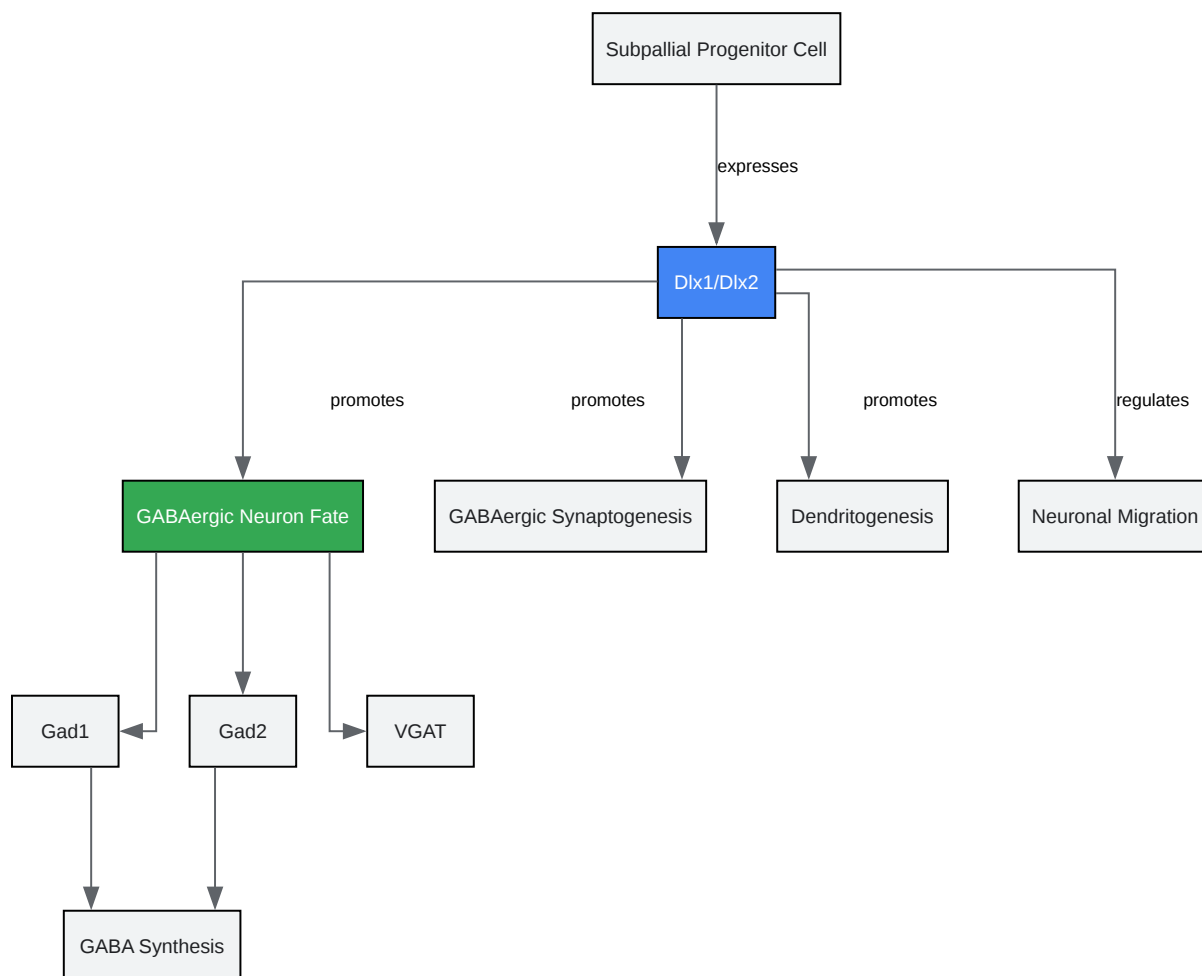 Subpallial Progenitor Cell
expresses
Dlx1/Dlx2
promotes
promotes
promotes
regulates
GABAergic Neuron Fate
GABAergic Synaptogenesis
Dendritogenesis
Neuronal Migration
Gad1
Gad2
VGAT
GABA Synthesis